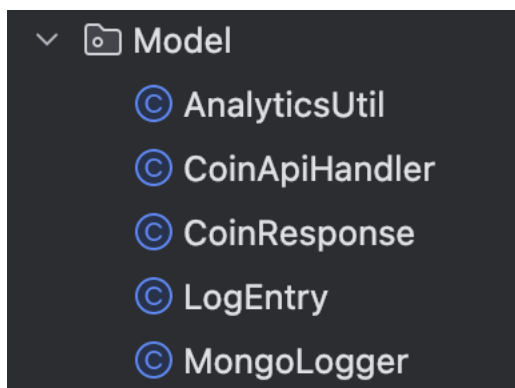 Model
© AnalyticsUtil
© CoinApiHandler
© CoinResponse
© LogEntry
© MongoLogger